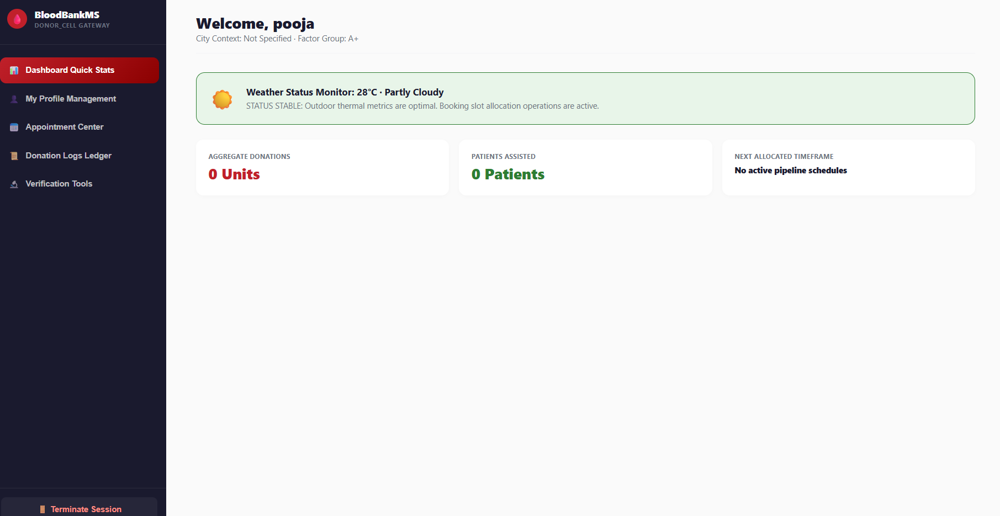 BloodBankMS
DONOR_CELL GATEWAY
Dashboard Quick Stats
My Profile Management
Appointment Center
Donation Logs Ledger
Verification Tools
Terminate Session
Welcome, pooja
City Context: Not Specified · Factor Group: A+
Weather Status Monitor: 28°C · Partly Cloudy
STATUS STABLE: Outdoor thermal metrics are optimal. Booking slot allocation operations are active.
AGGREGATE DONATIONS
0 Units
PATIENTS ASSISTED
0 Patients
NEXT ALLOCATED TIMEFRAME
No active pipeline schedules